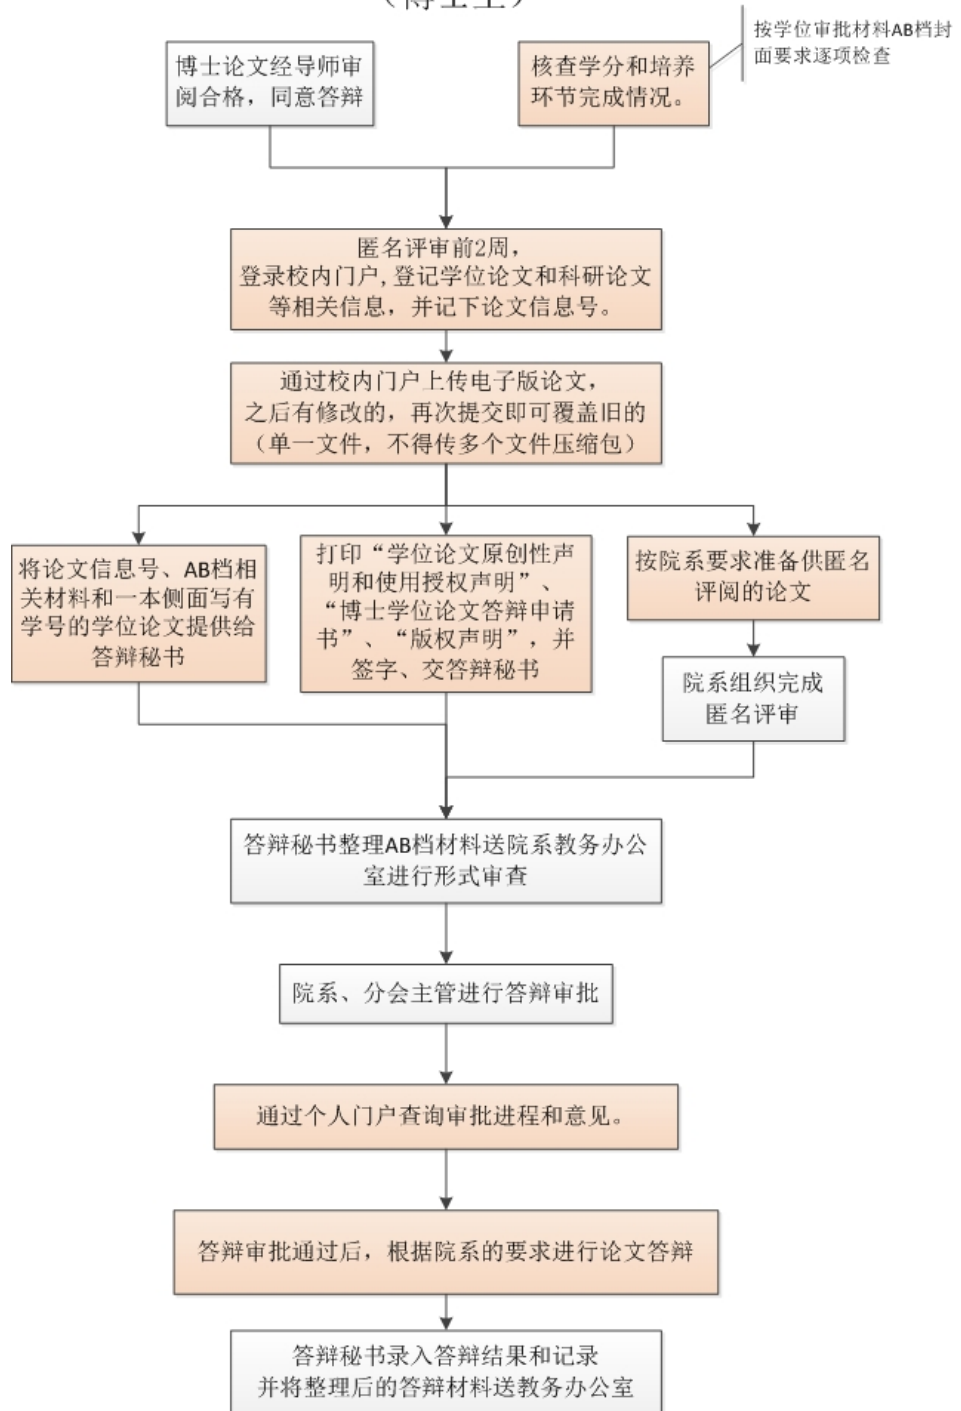 （博士生）
按学位审批材料AB档封
面要求逐项检查
博士论文经导师审
阅合格，同意答辩
核查学分和培养
环节完成情况。
匿名评审前2周，
登录校内门户,登记学位论文和科研论文
等相关信息，并记下论文信息号。
通过校内门户上传电子版论文，
之后有修改的，再次提交即可覆盖旧的
（单一文件，不得传多个文件压缩包）
将论文信息号、AB档相
关材料和一本侧面写有
学号的学位论文提供给
答辩秘书
打印“学位论文原创性声
明和使用授权声明”、
“博士学位论文答辩申请
书”、“版权声明”，并
签字、交答辩秘书
按院系要求准备供匿名
评阅的论文
院系组织完成
匿名评审
答辩秘书整理AB档材料送院系教务办公
室进行形式审查
院系、分会主管进行答辩审批
通过个人门户查询审批进程和意见。
答辩审批通过后，根据院系的要求进行论文答辩
答辩秘书录入答辩结果和记录
并将整理后的答辩材料送教务办公室